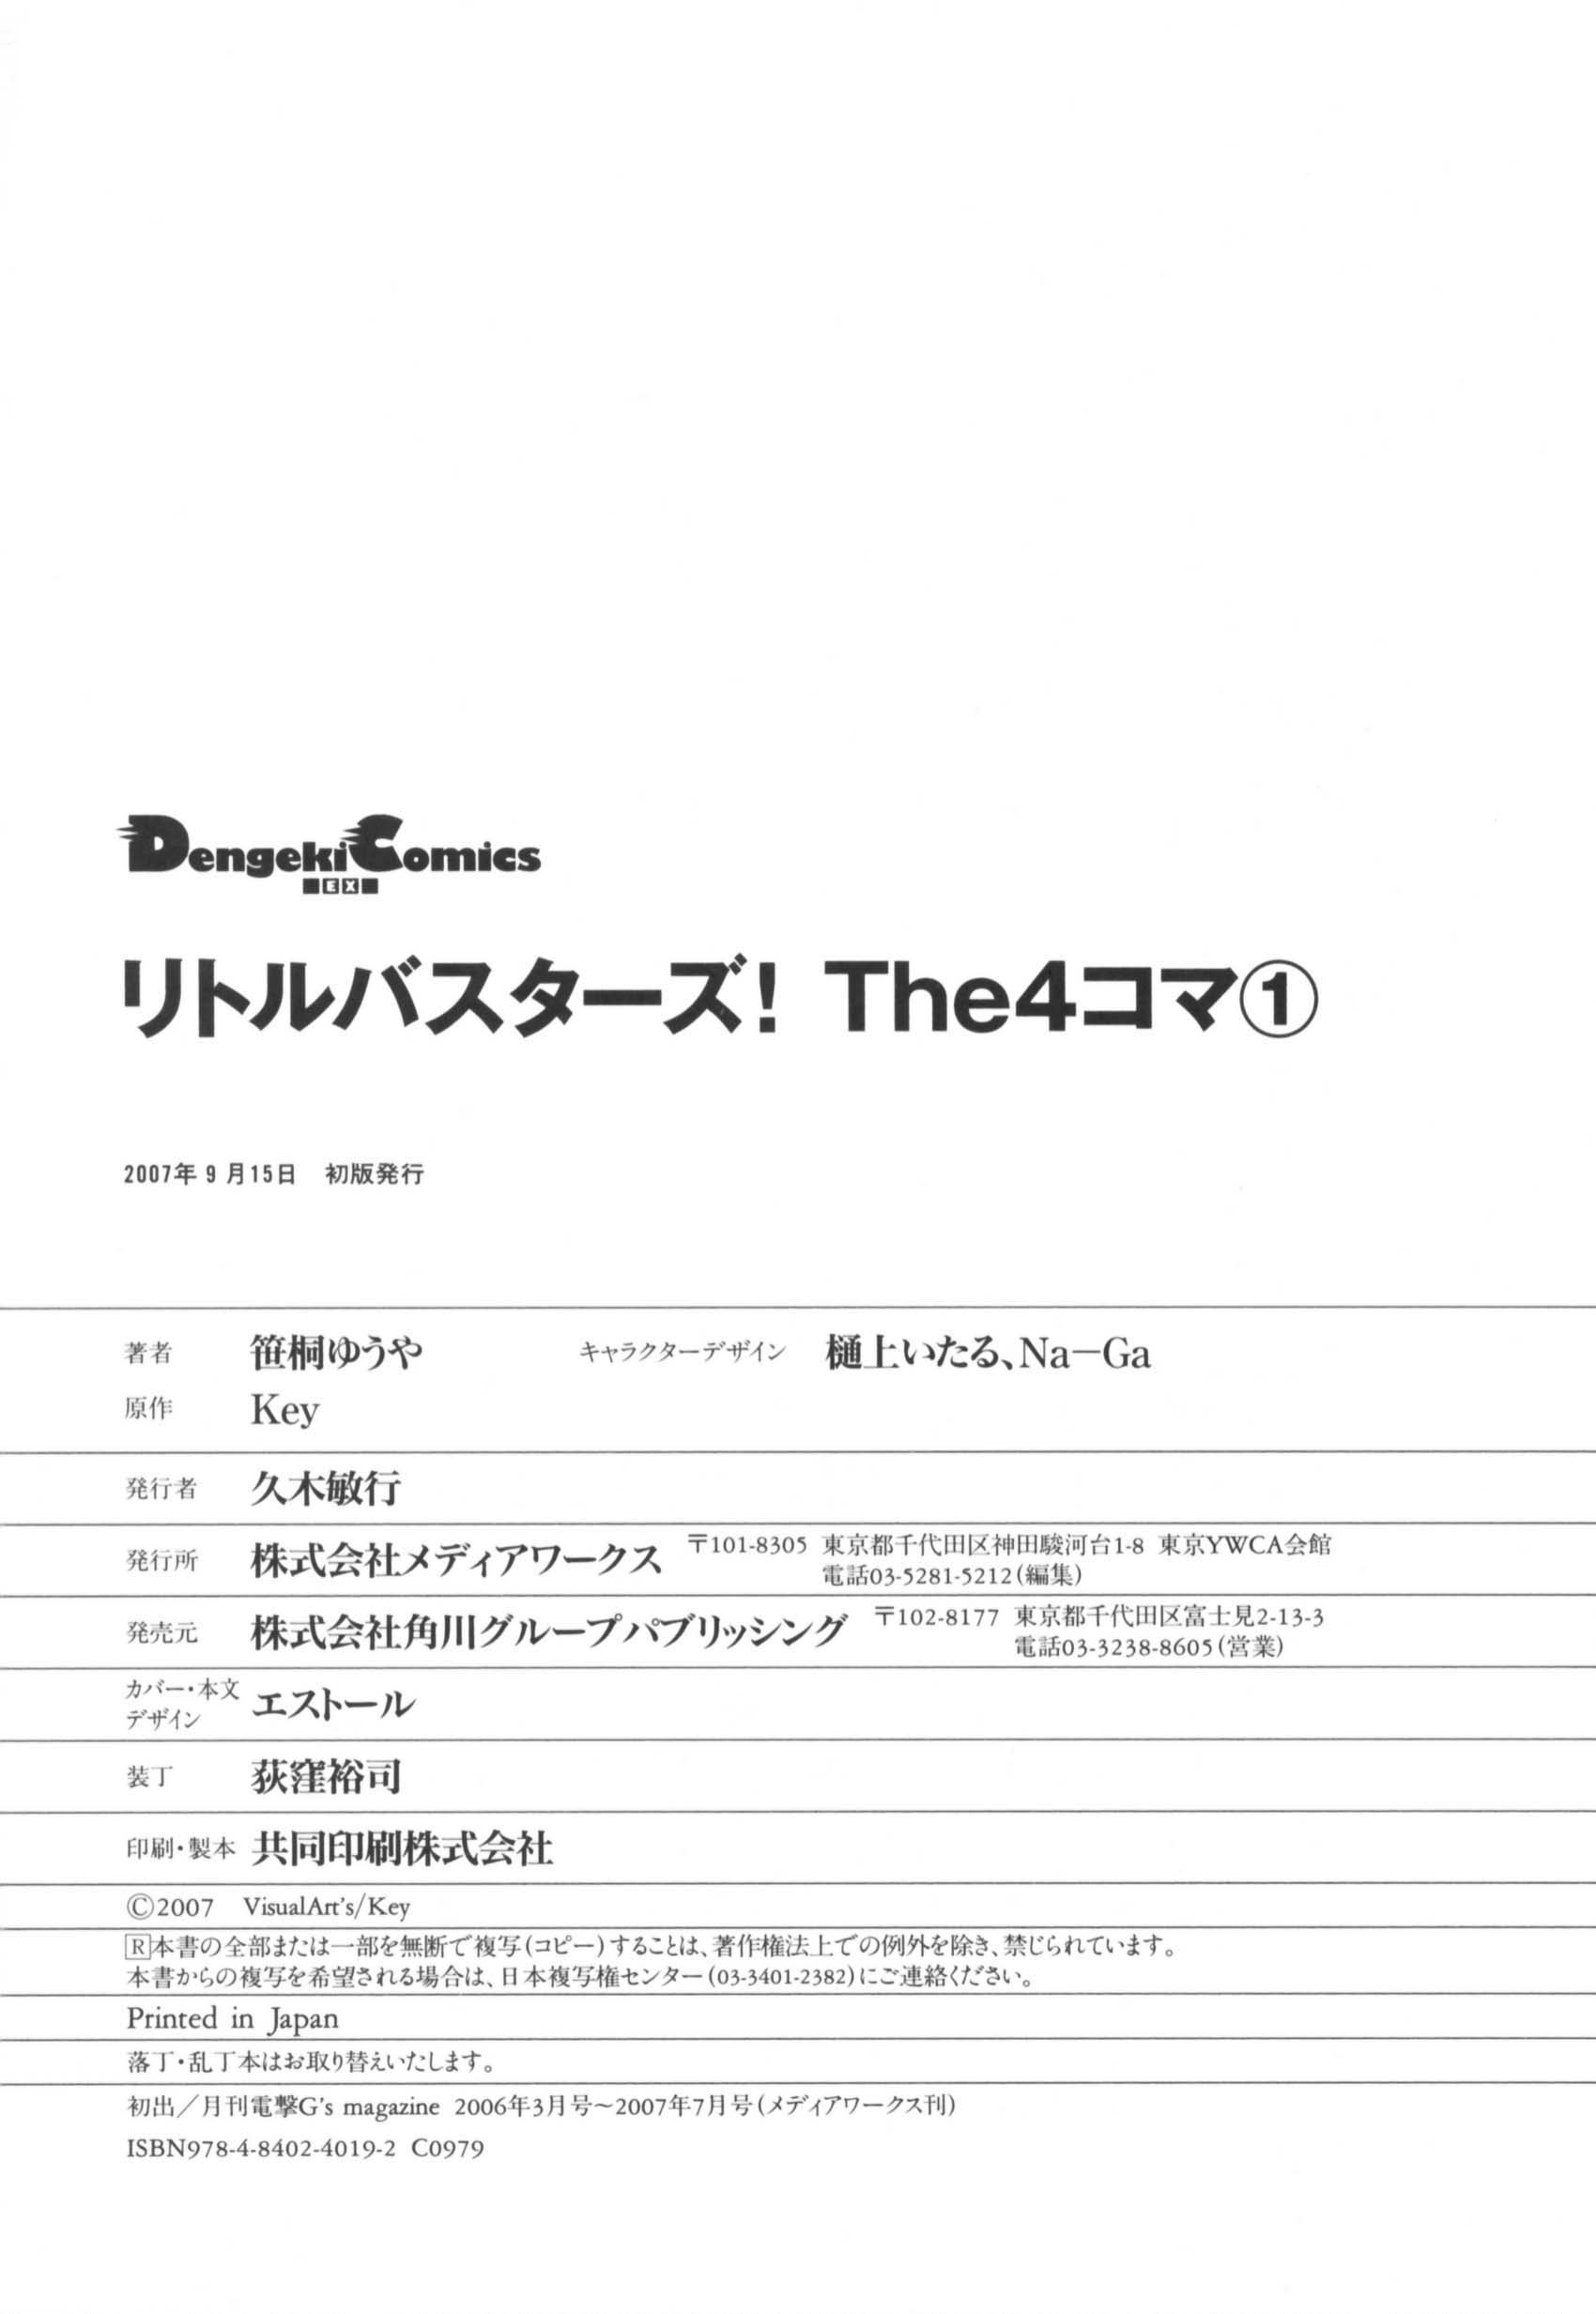 Dengeki Comics
EX
リトルバスターズ! The4コマ①
2007年9月15日 初版発行
著者 笹桐ゆうや キャラクターデザイン 樋上いたる、Na-Ga
原作 Key
発行者 久木敏行
発行所 株式会社メディアワークス 〒101-8305 東京都千代田区神田駿河台1-8 東京YWCA会館
電話03-5281-5212(編集)
発売元 株式会社角川グループパブリッシング 〒102-8177 東京都千代田区富士見2-13-3
電話03-3238-8605(営業)
カバー・本文
デザイン エストール
装丁 荻窪裕司
印刷・製本 共同印刷株式会社
©2007 VisualArt's/Key
R本書の全部または一部を無断で複写(コピー)することは、著作権法上での例外を除き、禁じられています。
本書からの複写を希望される場合は、日本複写権センター(03-3401-2382)にご連絡ください。
Printed in Japan
落丁・乱丁本はお取り替えいたします。
初出/月刊電撃G's magazine 2006年3月号~2007年7月号(メディアワークス刊)
ISBN978-4-8402-4019-2 C0979